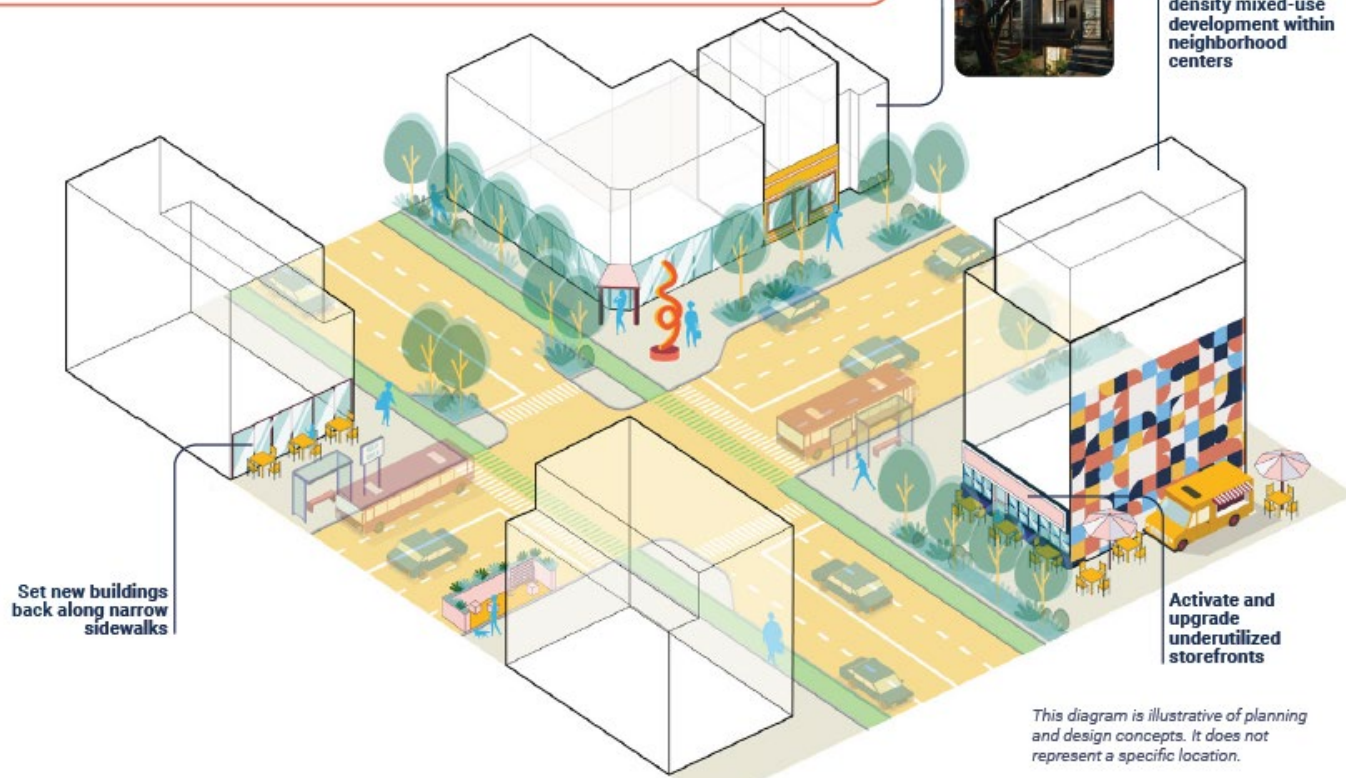 density mixed-use
development within
neighborhood
centers
Set new buildings
back along narrow
sidewalks
Activate and
upgrade
underutilized
storefronts
This diagram is illustrative of planning
and design concepts. It does not
represent a specific location.